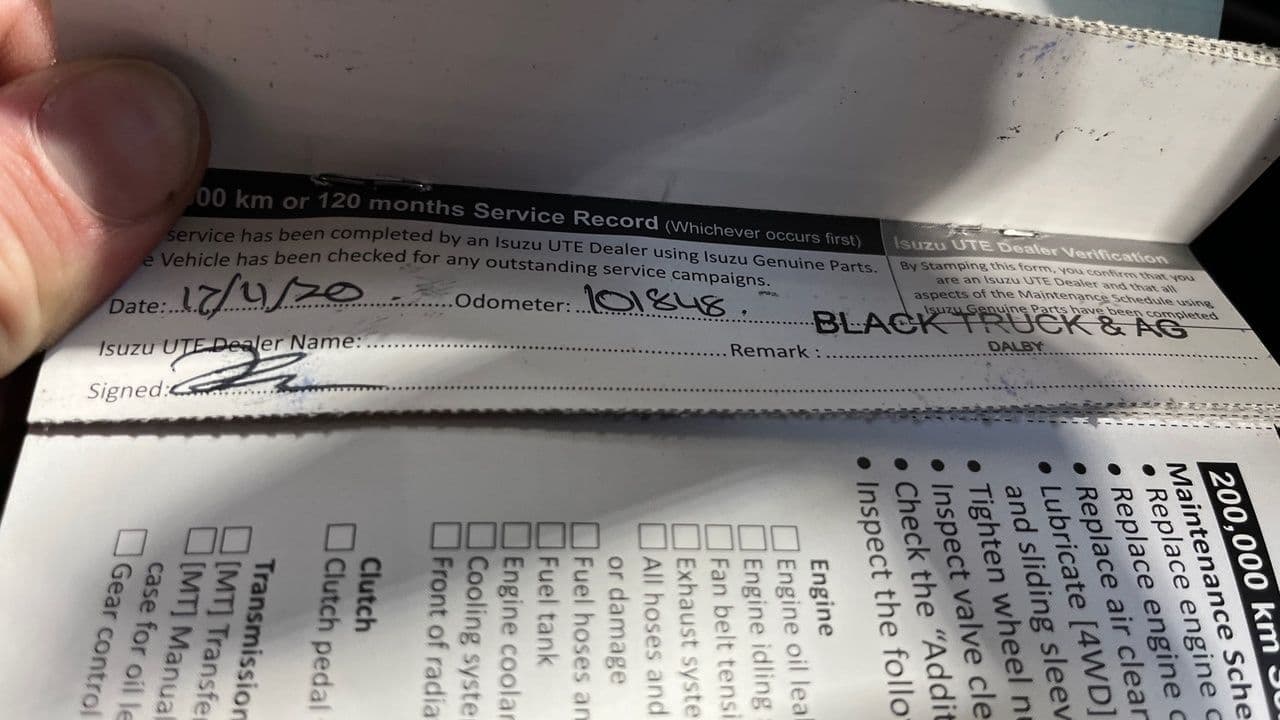 00 km or 120 months Service Record (Whichever occurs first)
service has been completed by an Isuzu UTE Dealer using Isuzu Genuine Parts.
e Vehicle has been checked for any outstanding service campaigns.
Date: Odometer: 101848
Isuzu UTE Dealer Name: Remark :
Signed:
Isuzu UTE Dealer Verification
By Stamping this form, you confirm that you
are an Isuzu UTE Dealer and that all
aspects of the Maintenance Schedule using
Isuzu Genuine Parts have been completed
BLACK TRUCK & AG
DALBY
200,000 km
Maintenance Sche
• Replace engine
• Replace engine
• Replace air clean
• Replace
• Lubricate [4WD]
and sliding sleev
• Tighten wheel nu
• Inspect valve cle
• Check the "Addit
• Inspect the follo
Engine
Engine oil lea
Engine idling
Fan belt tensi
Exhaust syste
All hoses and
or damage
Fuel hoses an
Fuel tank
Engine coolan
Cooling syste
Front of radia
Clutch
Clutch pedal
Transmission
[MT] Transfe
[MT] Manual
case for oil le
Gear control